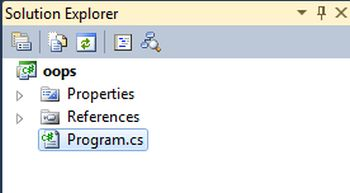 Solution Explorer
oops
Properties
References
Program.cs